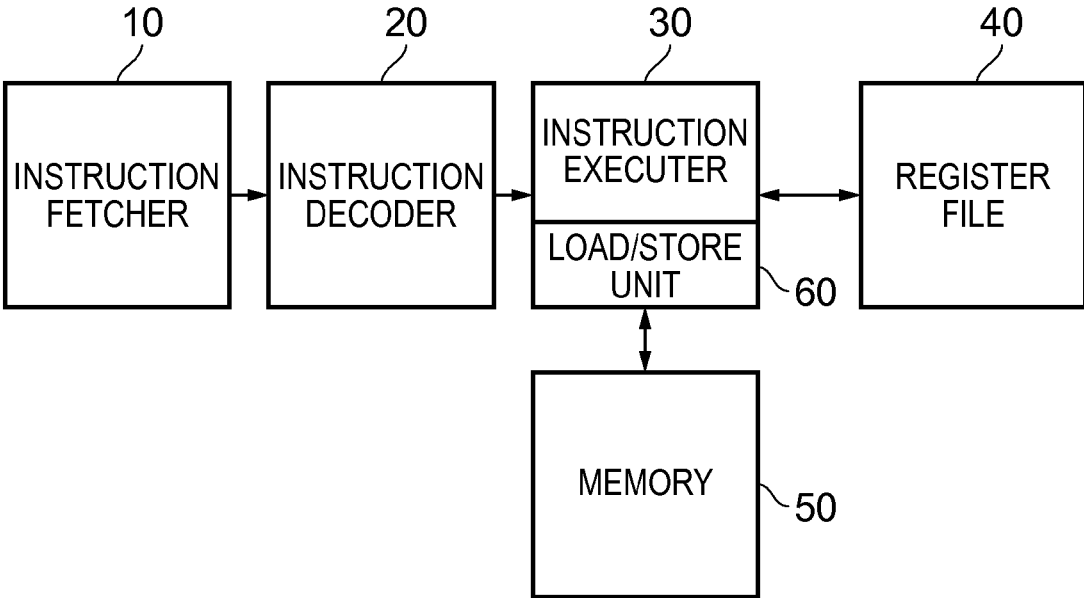 10
20
30
40
INSTRUCTION
FETCHER
INSTRUCTION
DECODER
INSTRUCTION
EXECUTER
REGISTER
FILE
LOAD/STORE
UNIT
60
MEMORY
50